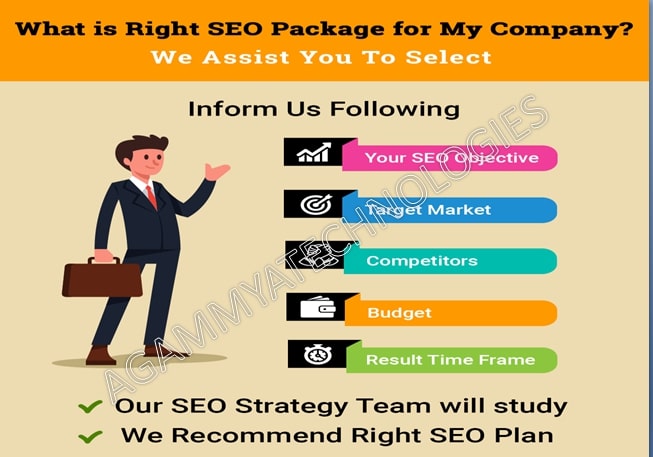 What is Right SEO Package for My Company?
We Assist You To Select
Inform Us Following
Your SEO Objective
Target Market
Competitors
Budget
Result Time Frame
AGAMMYATECHNOLOGIES
Our SEO Strategy Team will study
We Recommend Right SEO Plan